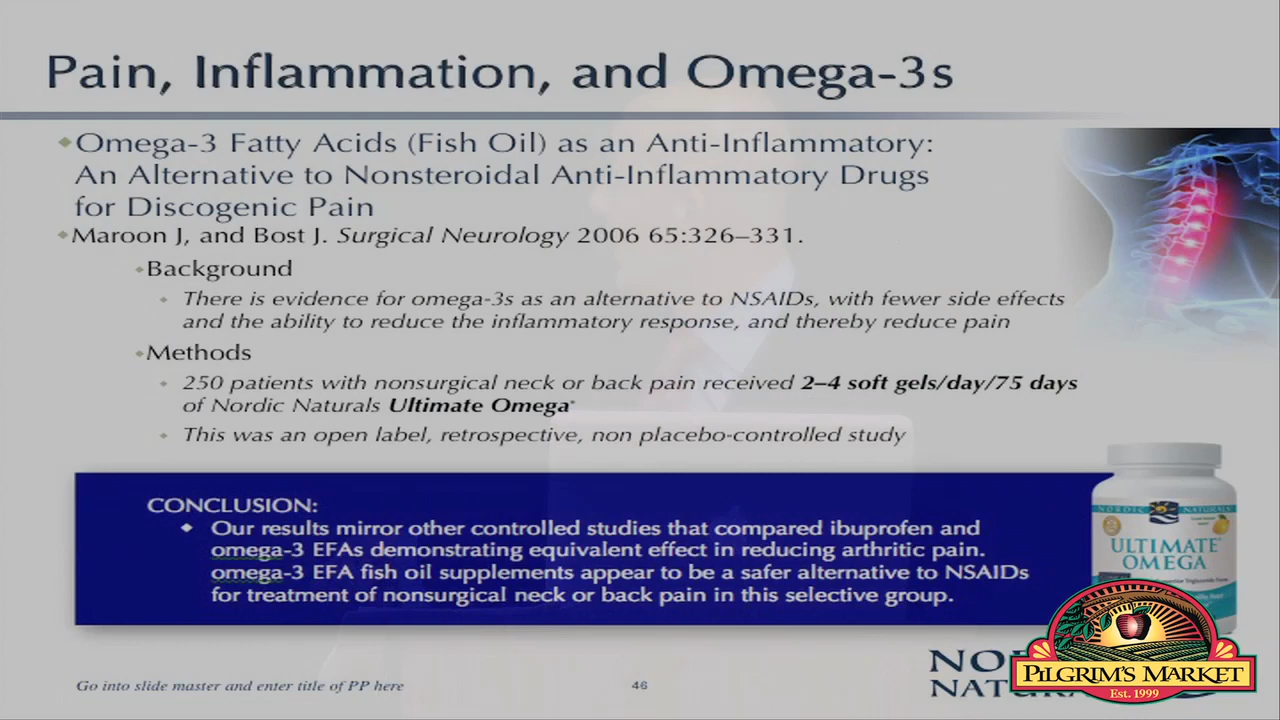 Pain, Inflammation, and Omega-3s
Omega-3 Fatty Acids (Fish Oil) as an Anti-Inflammatory:
An Alternative to Nonsteroidal Anti-Inflammatory Drugs
for Discogenic Pain
Maroon J, and Bost J. Surgical Neurology 2006 65:326–331.
Background
There is evidence for omega-3s as an alternative to NSAIDs, with fewer side effects
and the ability to reduce the inflammatory response, and thereby reduce pain
Methods
250 patients with nonsurgical neck or back pain received 2–4 soft gels/day/75 days
of Nordic Naturals Ultimate Omega®
This was an open label, retrospective, non placebo-controlled study
CONCLUSION:
Our results mirror other controlled studies that compared ibuprofen and
omega-3 EFAs demonstrating equivalent effect in reducing arthritic pain.
omega-3 EFA fish oil supplements appear to be a safer alternative to NSAIDs
for treatment of nonsurgical neck or back pain in this selective group.
NORDIC NATURALS
ULTIMATE
OMEGA
PILGRIM'S MARKET
Est. 1999
Go into slide master and enter title of PP here
46